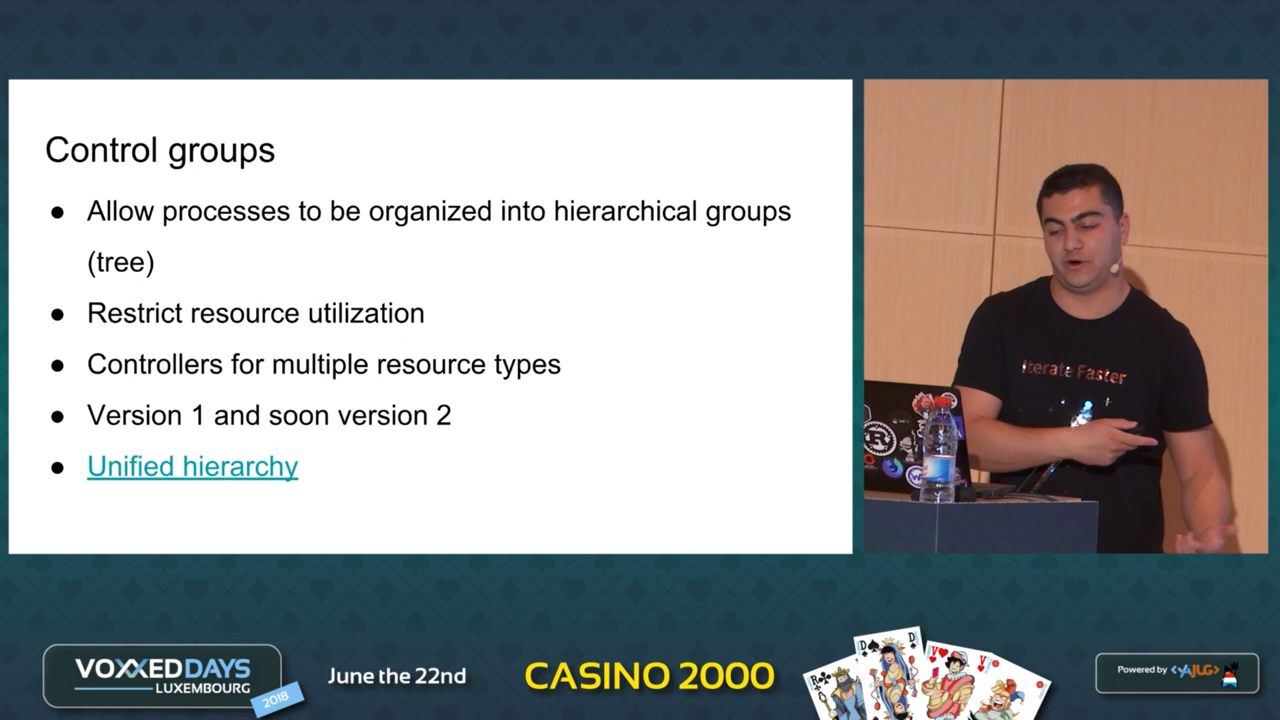 Control groups
● Allow processes to be organized into hierarchical groups
(tree)
● Restrict resource utilization
● Controllers for multiple resource types
● Version 1 and soon version 2
● Unified hierarchy
Iterate Faster
VOXXEDDAYS
LUXEMBOURG
2018
June the 22nd
CASINO 2000
D
D
R
V
V
Powered by <YAJUG>